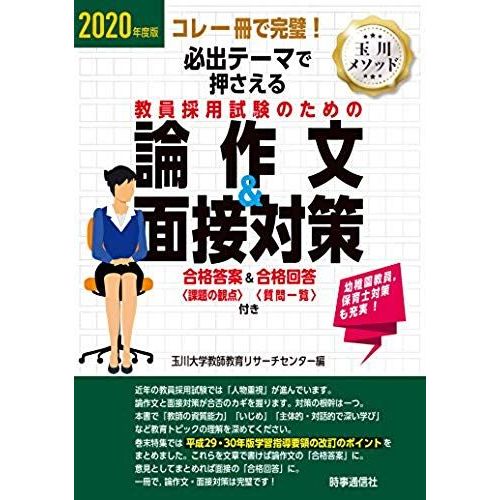 2020年度版
コレ一冊で完璧！
玉川
メソッド
必出テーマで
押さえる
教員採用試験のための
論作文
&
面接対策
合格答案&合格回答
〈課題の観点〉 〈質問一覧〉
付き
幼稚園教員、
保育士対策
も充実！
玉川大学教師教育リサーチセンター編
近年の教員採用試験では「人物重視」が進んでいます。
論作文と面接対策が合否のカギを握ります。対策の根幹は一つ。
本書で「教師の資質能力」「いじめ」「主体的・対話的で深い学び」
など教育トピックの理解を深めてください。
巻末特集では平成29・30年版学習指導要領の改訂のポイントを
まとめました。これらを文章で書けば論作文の「合格答案」に。
意見としてまとめれば面接の「合格回答」に。
一冊で，論作文・面接対策は完璧です！
時事通信社